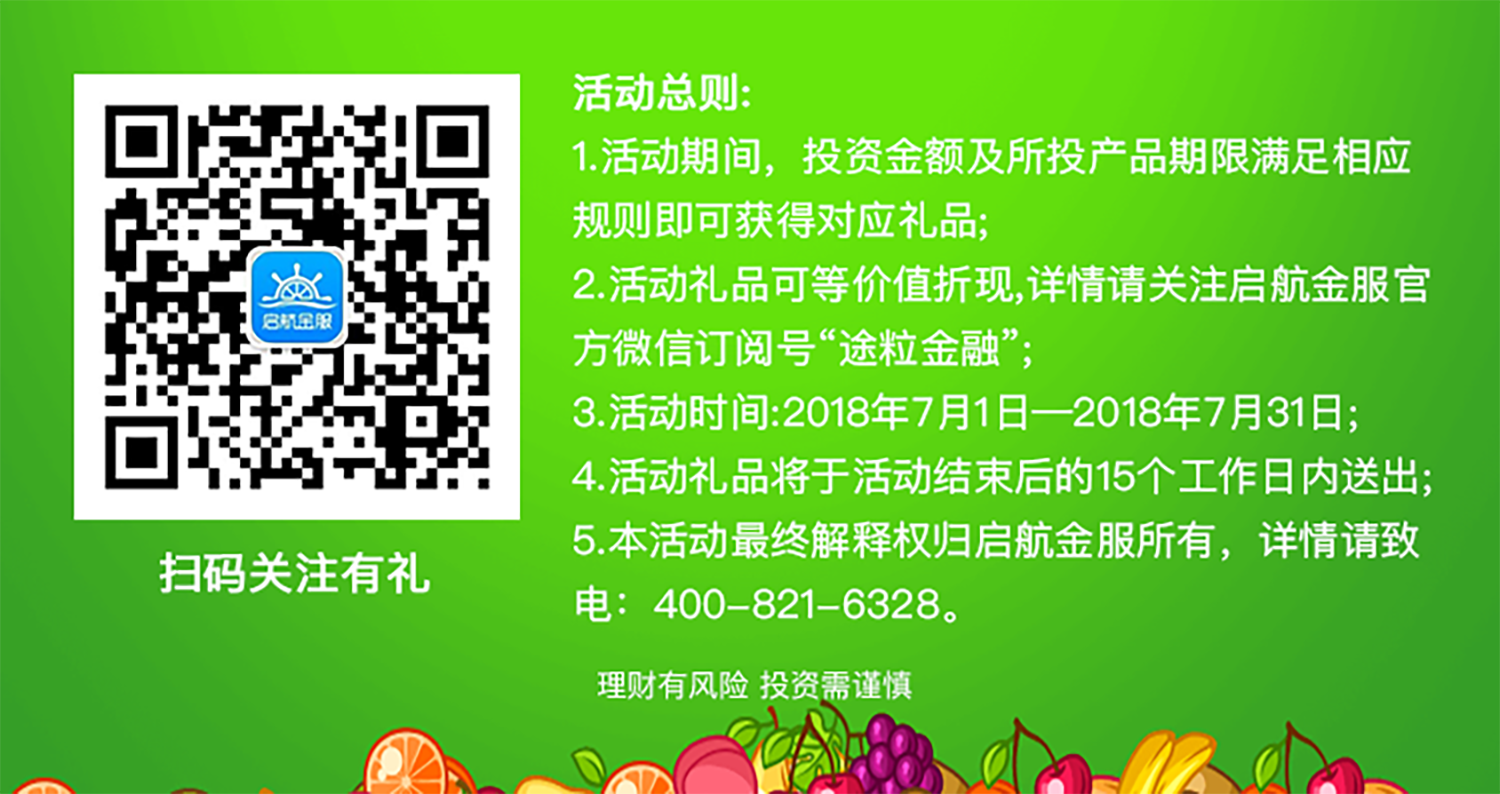 活动总则:
1.活动期间，投资金额及所投产品期限满足相应
规则即可获得对应礼品;
2.活动礼品可等价值折现,详情请关注启航金服官
方微信订阅号“途粒金融”;
3.活动时间:2018年7月1日—2018年7月31日;
4.活动礼品将于活动结束后的15个工作日内送出;
5.本活动最终解释权归启航金服所有，详情请致
电：400-821-6328。
启航金服
扫码关注有礼
理财有风险 投资需谨慎